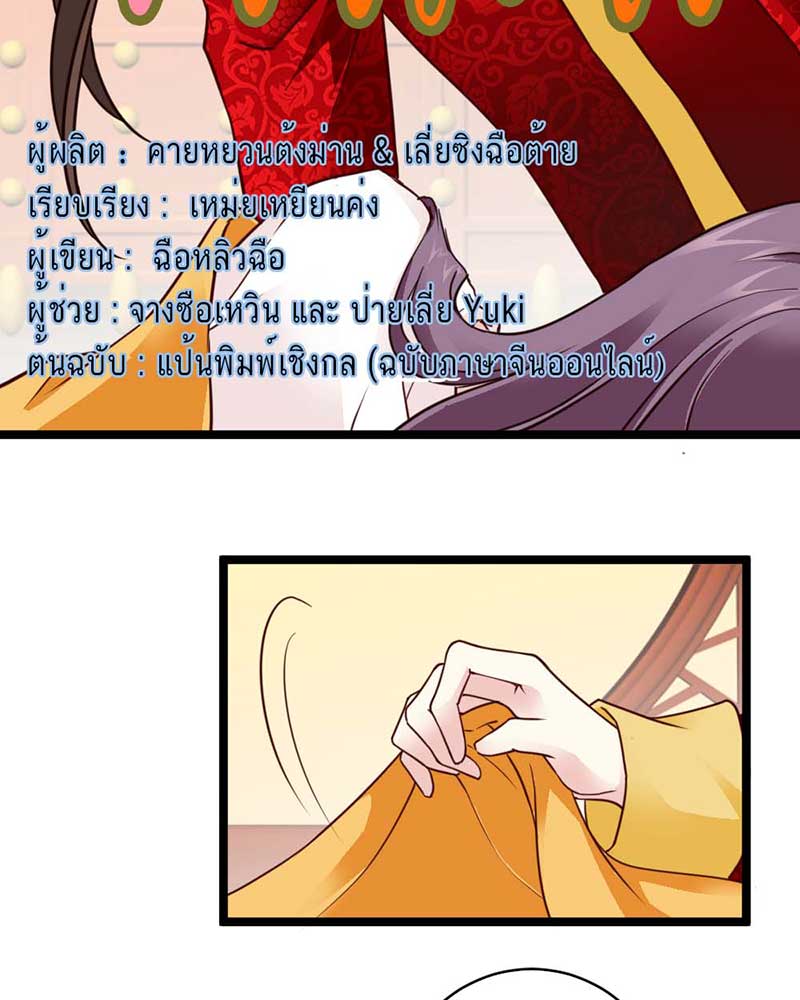 ผู้ผลิต : คายหยวนต้งม่าน & เลี่ยซิงฉือต้าย
เรียบเรียง : เหม่ยเหยียนค่ง
ผู้เขียน : ฉือหลิวฉือ
ผู้ช่วย : จางซือเหวิน และ ป่ายเลี่ย Yuki
ต้นฉบับ : แป้นพิมพ์เชิงกล (ฉบับภาษาจีนออนไลน์)